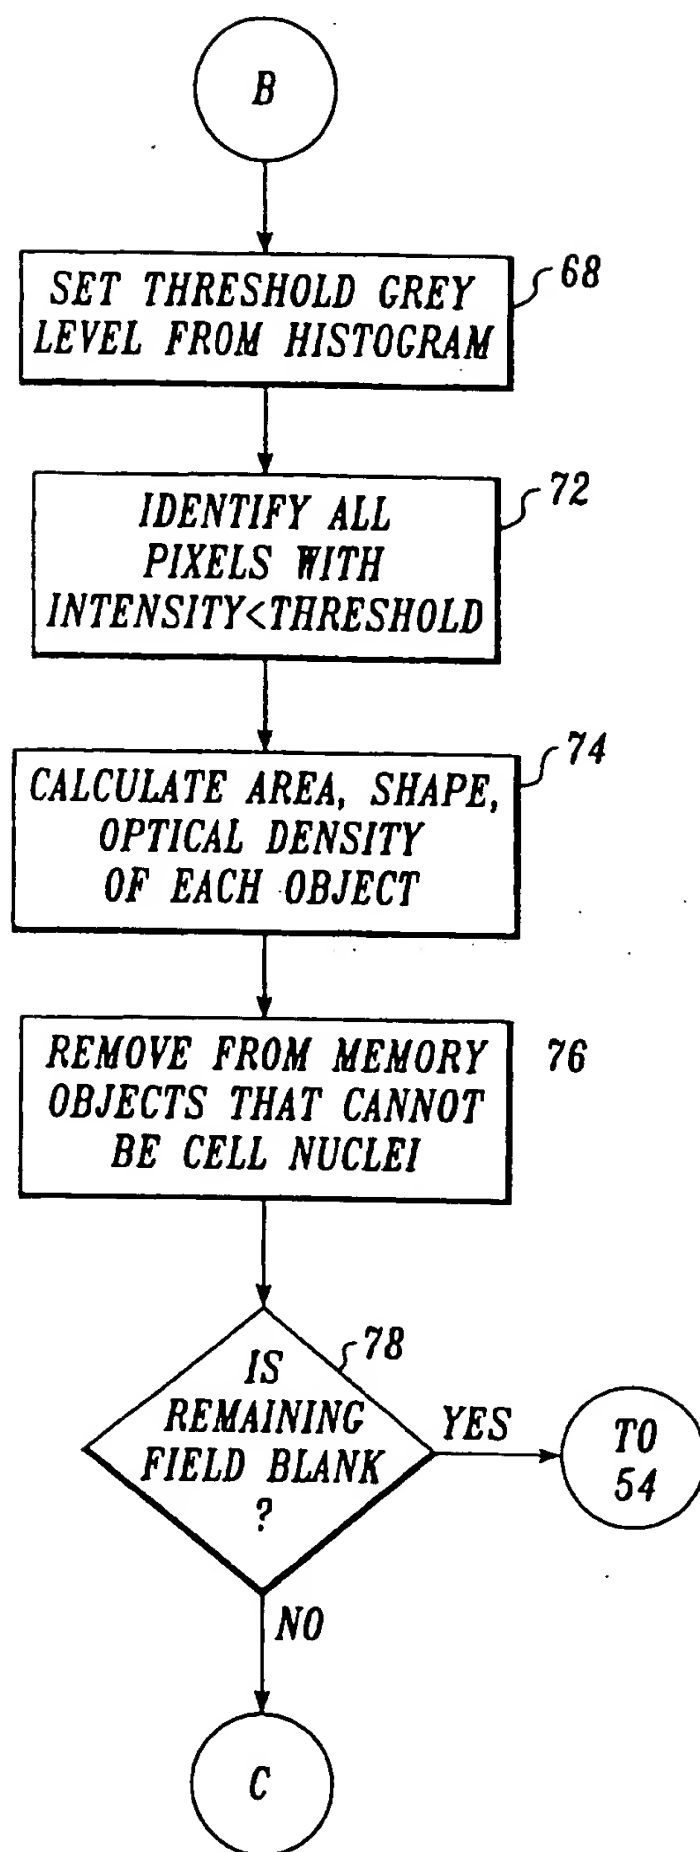 B
68
SET THRESHOLD GREY
LEVEL FROM HISTOGRAM
72
IDENTIFY ALL
PIXELS WITH
INTENSITY<THRESHOLD
74
CALCULATE AREA, SHAPE,
OPTICAL DENSITY
OF EACH OBJECT
76
REMOVE FROM MEMORY
OBJECTS THAT CANNOT
BE CELL NUCLEI
78
IS
REMAINING
FIELD BLANK
?
YES
TO
54
NO
C